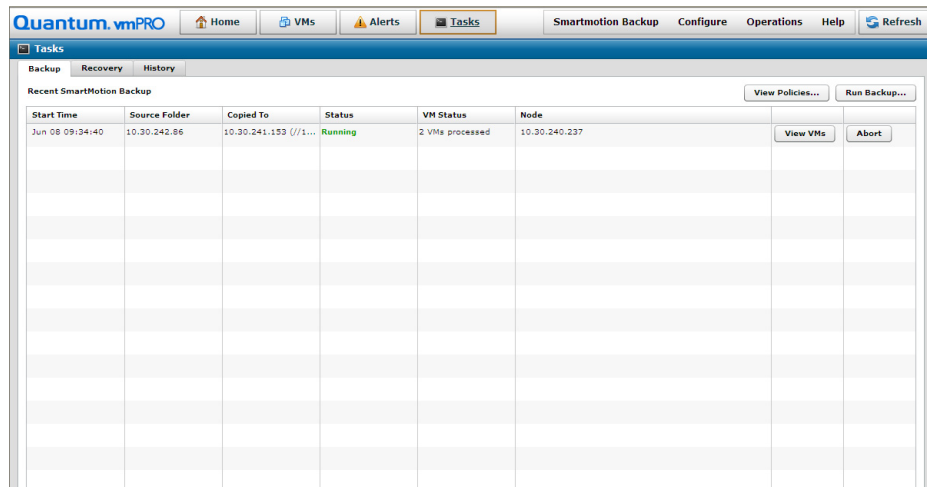 Quantum. vmPRO Home VMs Alerts Tasks Smartmotion Backup Configure Operations Help Refresh
Tasks
Backup Recovery History
Recent SmartMotion Backup View Policies... Run Backup...
Start Time Source Folder Copied To Status VM Status Node
Jun 08 09:34:40 10.30.242.86 10.30.241.153 (//1... Running 2 VMs processed 10.30.240.237 View VMs Abort